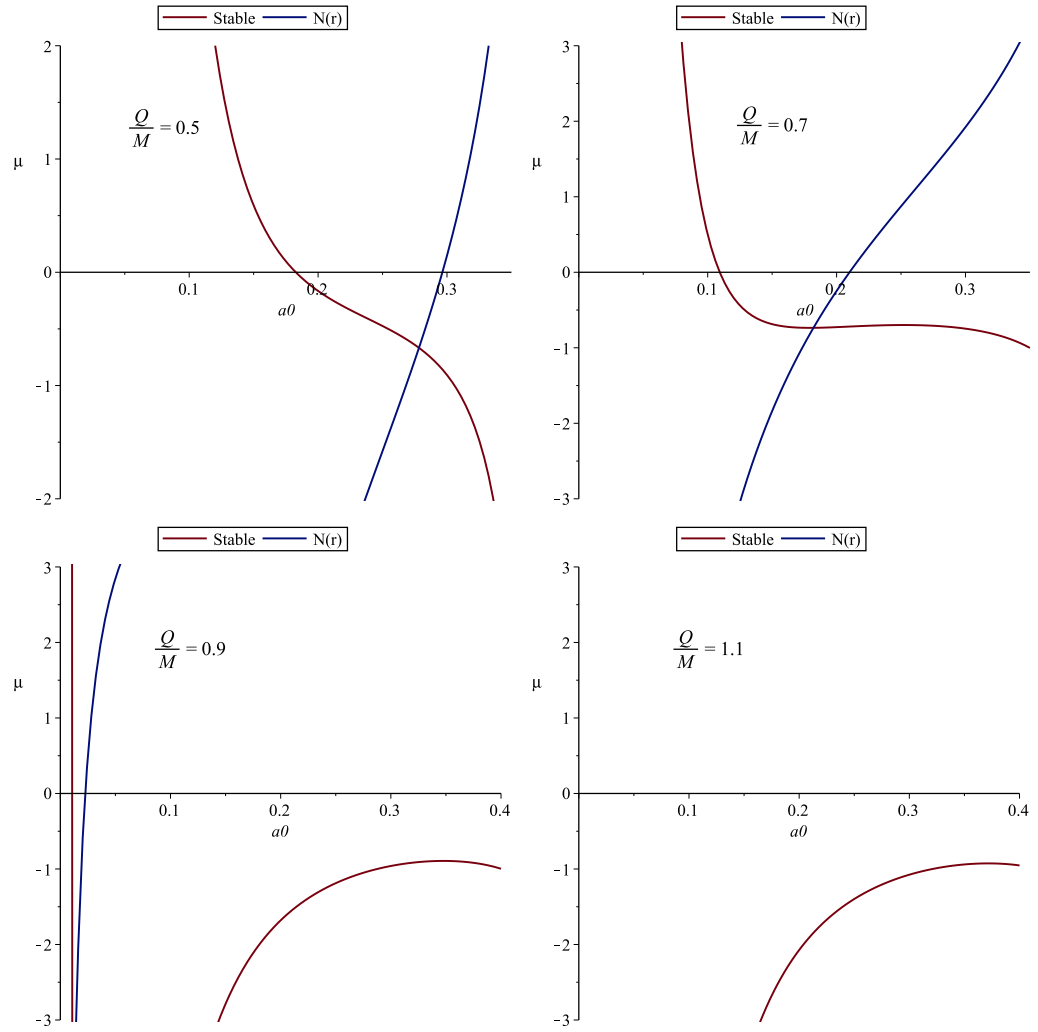 Stable N(r)
2
Q/M = 0.5
1
μ
0
0.1 0.2 0.3
a0
-1
-2
Stable N(r)
3
2
Q/M = 0.7
μ
1
0
0.1 0.2 0.3
a0
-1
-2
-3
Stable N(r)
3
2
Q/M = 0.9
μ
1
0
0.1 0.2 0.3 0.4
a0
-1
-2
-3
Stable N(r)
3
2
Q/M = 1.1
μ
1
0
0.1 0.2 0.3 0.4
a0
-1
-2
-3